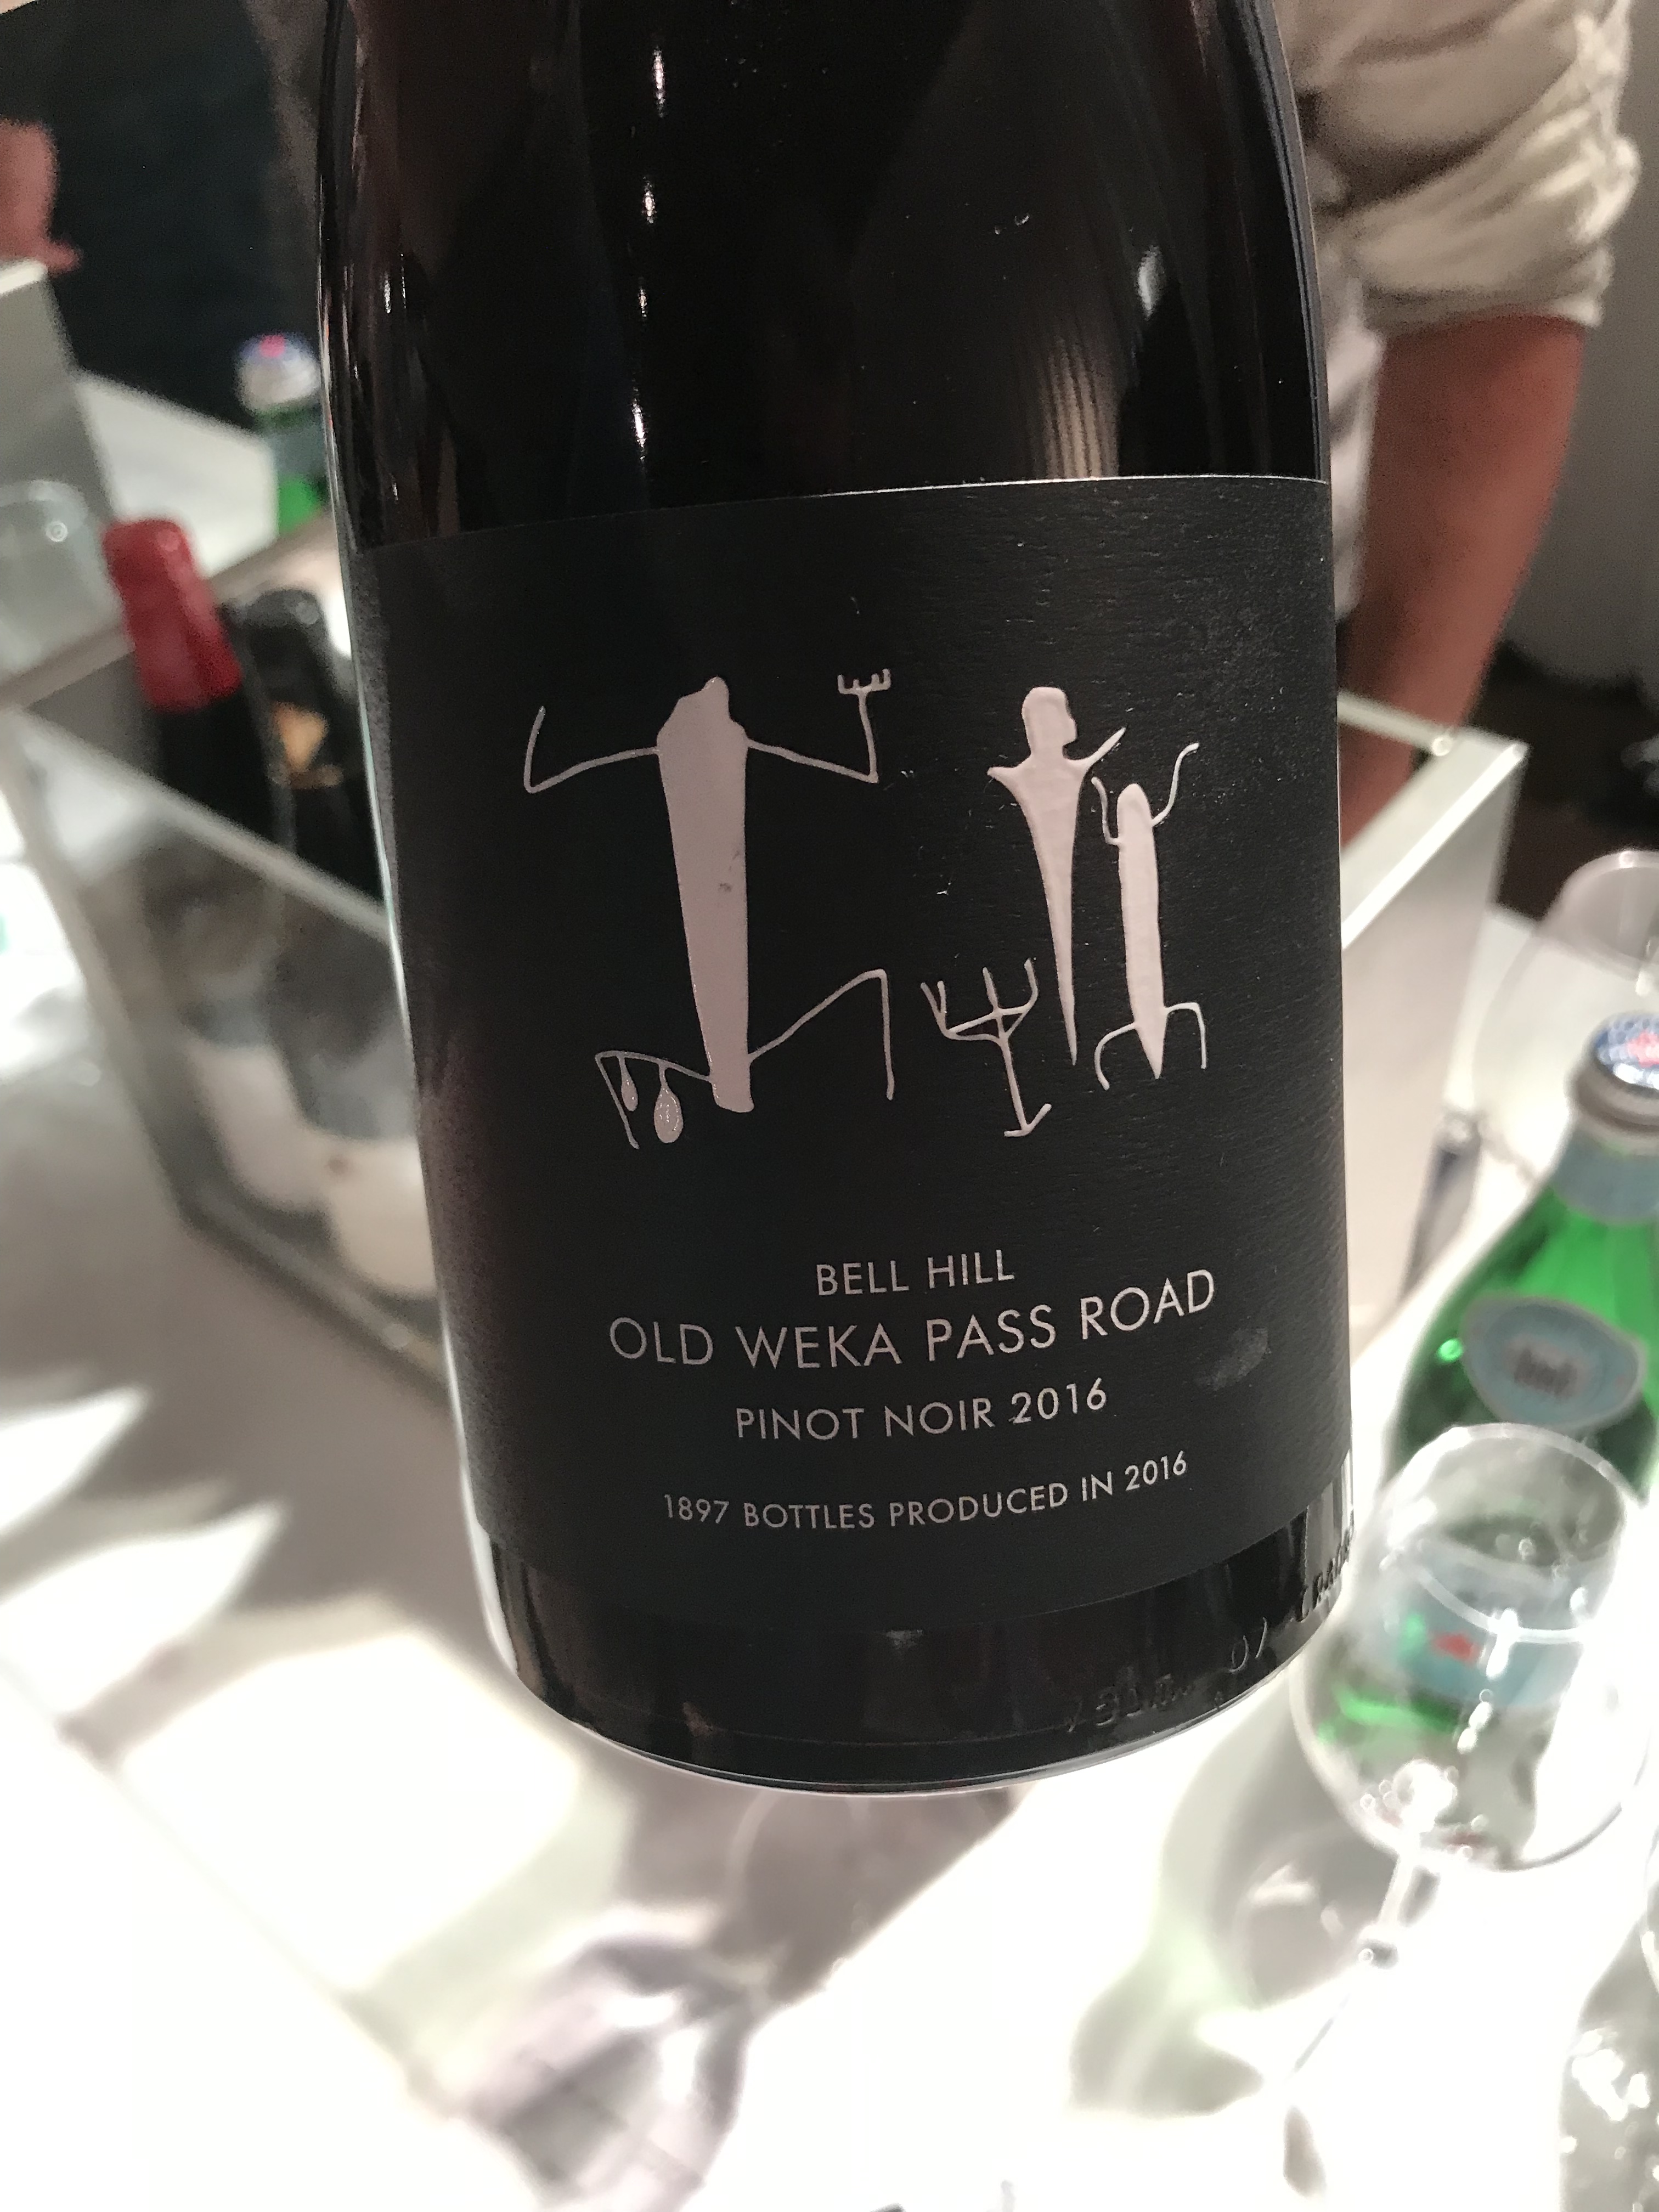 BELL HILL
OLD WEKA PASS ROAD
PINOT NOIR 2016
1897 BOTTLES PRODUCED IN 2016